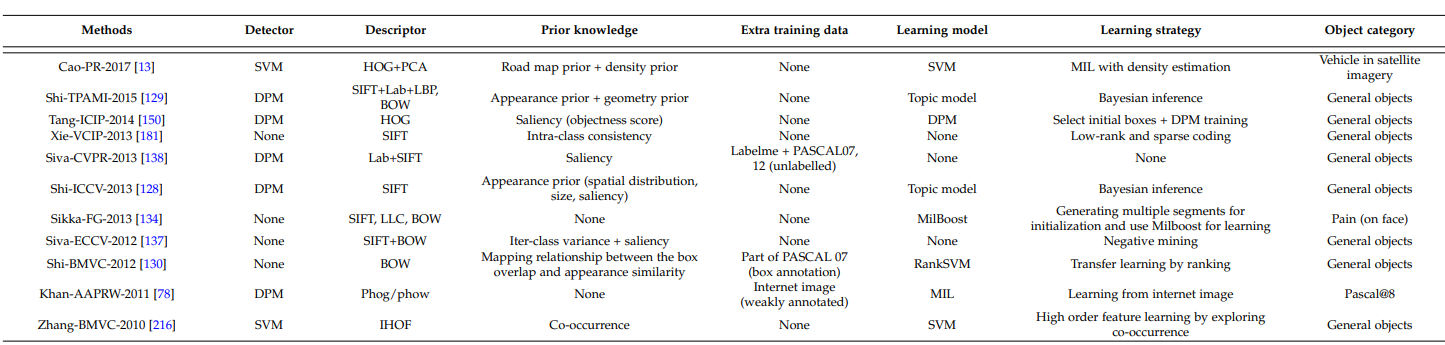 Methods Detector Descriptor Prior knowledge Extra training data Learning model Learning strategy Object category
Cao-PR-2017 [13] SVM HOG+PCA Road map prior + density prior None SVM MIL with density estimation Vehicle in satellite
imagery
Shi-TPAMI-2015 [129] DPM SIFT+Lab+LBP,
BOW Appearance prior + geometry prior None Topic model Bayesian inference General objects
Tang-ICIP-2014 [150] DPM HOG Saliency (objectness score) None DPM Select initial boxes + DPM training General objects
Xie-VCIP-2013 [181] None SIFT Intra-class consistency None None Low-rank and sparse coding General objects
Siva-CVPR-2013 [138] DPM Lab+SIFT Saliency Labelme + PASCAL07,
12 (unlabelled) None None General objects
Shi-ICCV-2013 [128] DPM SIFT Appearance prior (spatial distribution,
size, saliency) None Topic model Bayesian inference General objects
Sikka-FG-2013 [134] None SIFT, LLC, BOW None None MilBoost Generating multiple segments for
initialization and use Milboost for learning Pain (on face)
Siva-ECCV-2012 [137] None SIFT+BOW Iter-class variance + saliency None None Negative mining General objects
Shi-BMVC-2012 [130] None BOW Mapping relationship between the box
overlap and appearance similarity Part of PASCAL 07
(box annotation) RankSVM Transfer learning by ranking General objects
Khan-AAPRW-2011 [78] DPM Phog/phow None Internet image
(weakly annotated) MIL Learning from internet image Pascal@8
Zhang-BMVC-2010 [216] SVM IHOF Co-occurrence None SVM High order feature learning by exploring
co-occurrence General objects